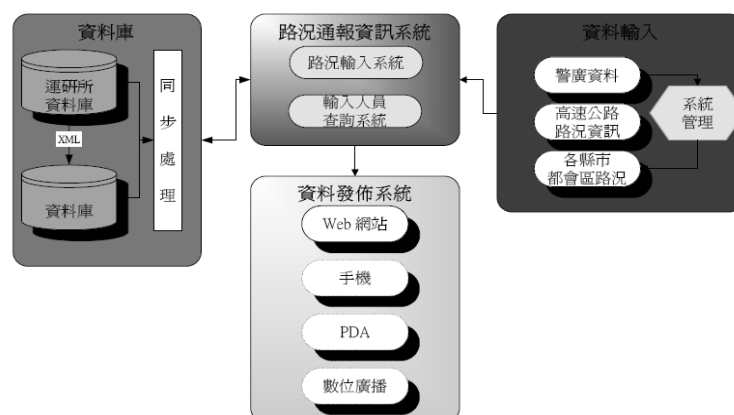 資料庫
運研所
資料庫
XML
資料庫
同
步
處
理
路況通報資訊系統
路況輸入系統
輸入人員
查詢系統
資料發佈系統
Web 網站
手機
PDA
數位廣播
資料輸入
警廣資料
高速公路
路況資訊
各縣市
都會區路況
系統
管理